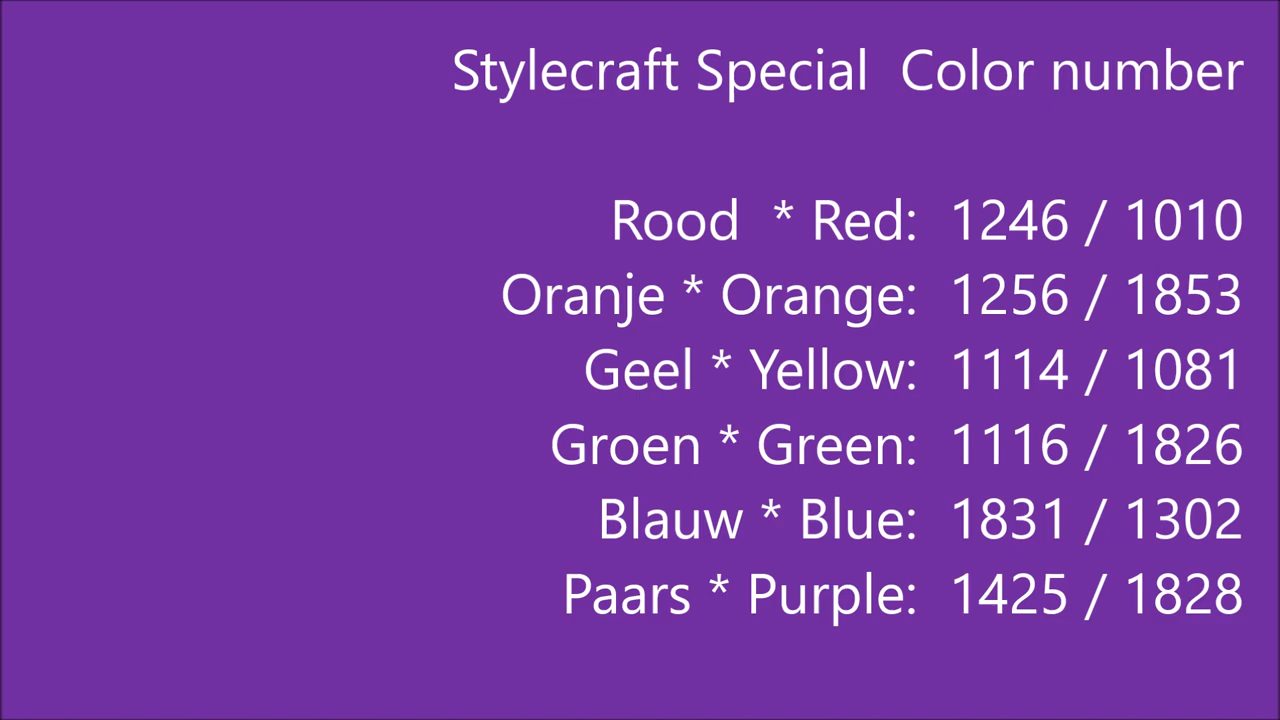 Stylecraft Special  Color number
Rood  * Red:  1246 / 1010
Oranje * Orange:  1256 / 1853
Geel * Yellow:  1114 / 1081
Groen * Green:  1116 / 1826
Blauw * Blue:  1831 / 1302
Paars * Purple:  1425 / 1828